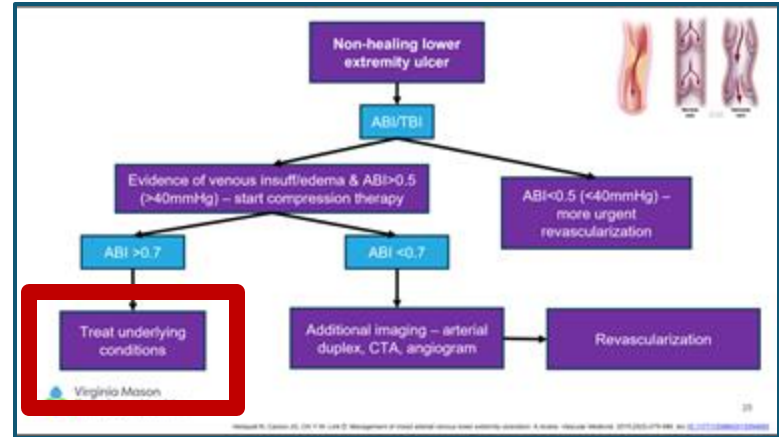 Non-healing lower
extremity ulcer
ABI/TBI
Evidence of venous insuff/edema & ABI>0.5
(>40mmHg) – start compression therapy
ABI<0.5 (<40mmHg) –
more urgent
revascularization
ABI >0.7
ABI <0.7
Treat underlying
conditions
Additional imaging – arterial
duplex, CTA, angiogram
Revascularization
Virginia Mason